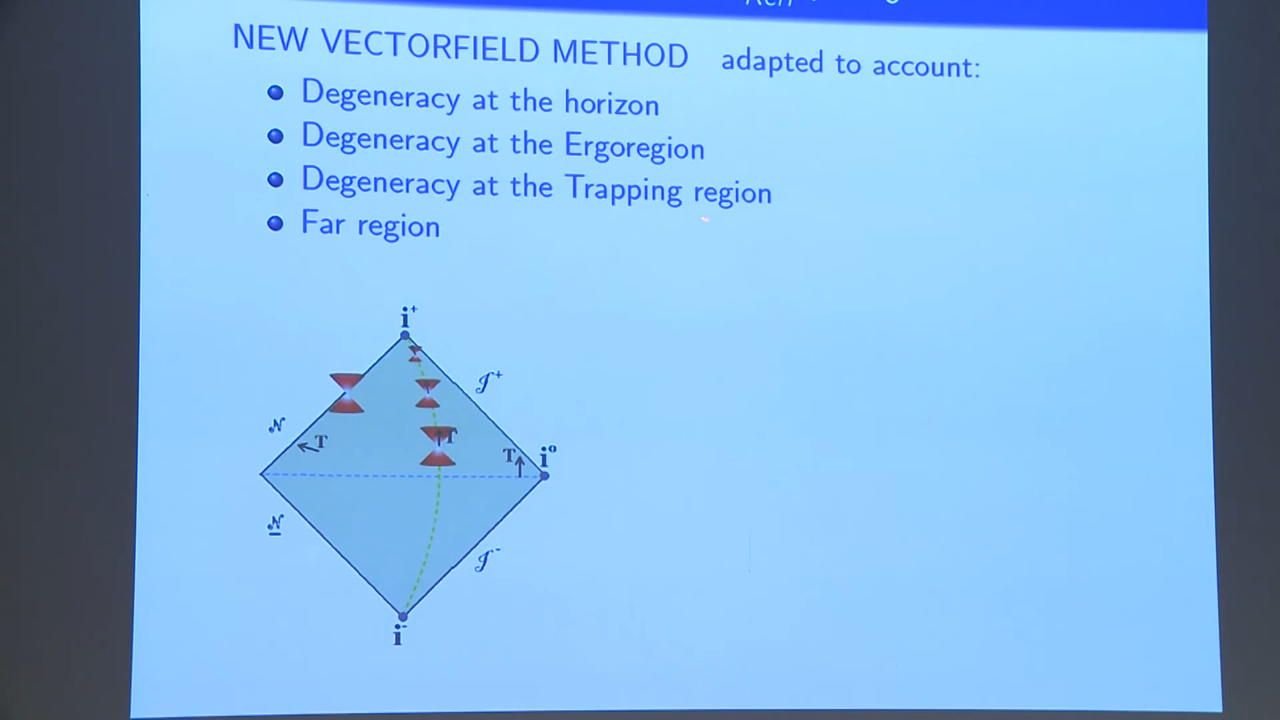 NEW VECTORFIELD METHOD adapted to account:
Degeneracy at the horizon
Degeneracy at the Ergoregion
Degeneracy at the Trapping region
Far region
i⁺
𝒥⁺
𝒩
T
T
T
i⁰
𝒩
𝒥⁻
i⁻